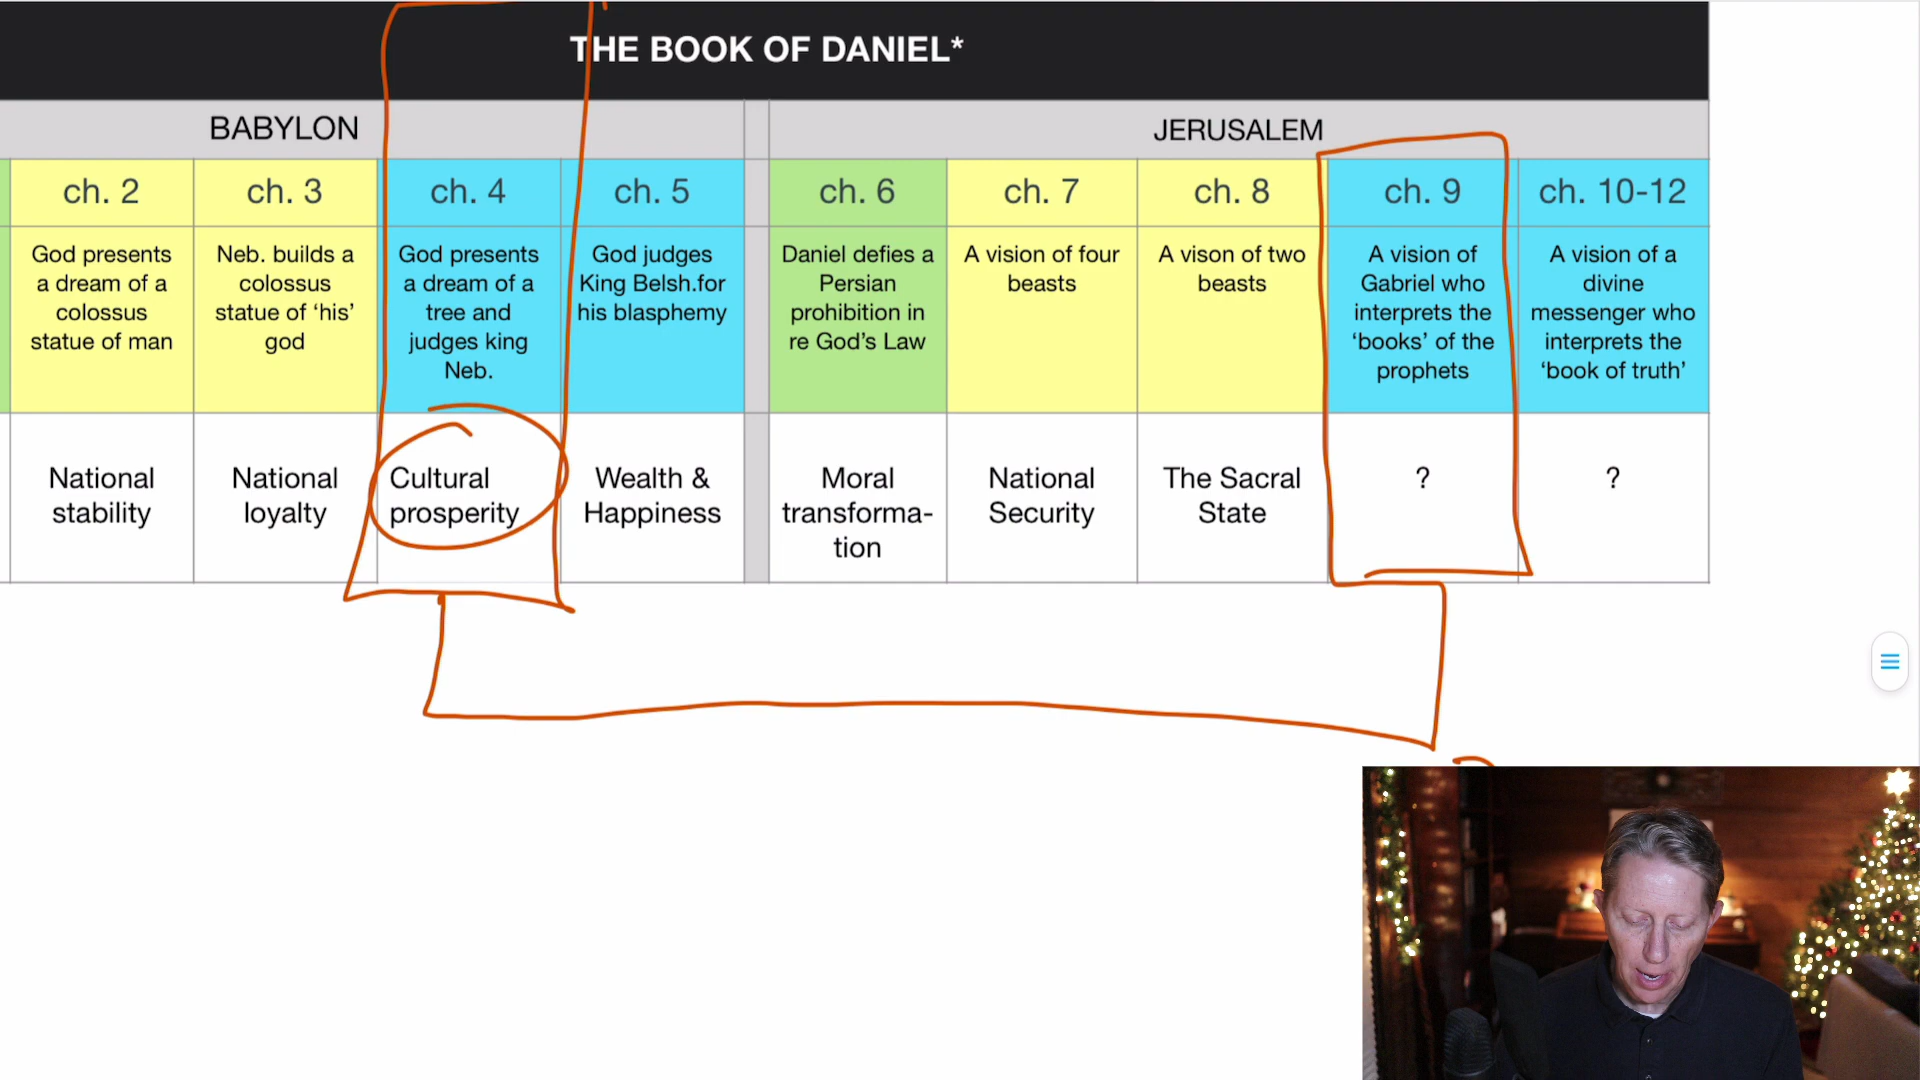 THE BOOK OF DANIEL*
BABYLON
JERUSALEM
ch. 2
ch. 3
ch. 4
ch. 5
ch. 6
ch. 7
ch. 8
ch. 9
ch. 10-12
God presents
a dream of a
colossus
statue of man
Neb. builds a
colossus
statue of ‘his’
god
God presents
a dream of a
tree and
judges king
Neb.
God judges
King Belsh.for
his blasphemy
Daniel defies a
Persian
prohibition in
re God’s Law
A vision of four
beasts
A vison of two
beasts
A vision of
Gabriel who
interprets the
‘books’ of the
prophets
A vision of a
divine
messenger who
interprets the
‘book of truth’
National
stability
National
loyalty
Cultural
prosperity
Wealth &
Happiness
Moral
transforma-
tion
National
Security
The Sacral
State
?
?